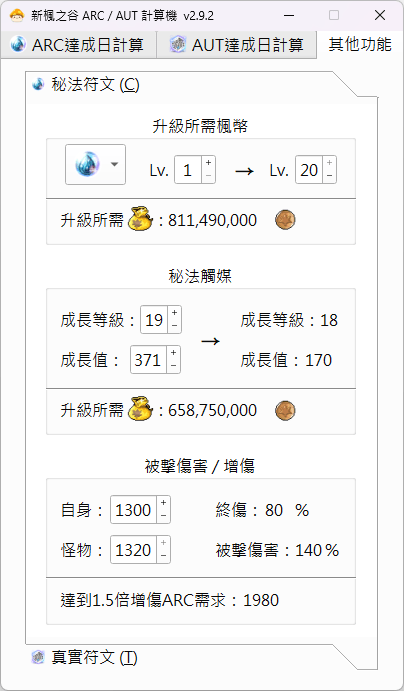 新楓之谷 ARC / AUT 計算機 v2.9.2
ARC達成日計算 AUT達成日計算 其他功能
秘法符文 (C)
升級所需楓幣
Lv. 1 → Lv. 20
升級所需 : 811,490,000
秘法觸媒
成長等級 : 19 → 成長等級 : 18
成長值 : 371 成長值 : 170
升級所需 : 658,750,000
被擊傷害 / 增傷
自身 : 1300 終傷 : 80 %
怪物 : 1320 被擊傷害 : 140 %
達到1.5倍增傷ARC需求 : 1980
真實符文 (T)